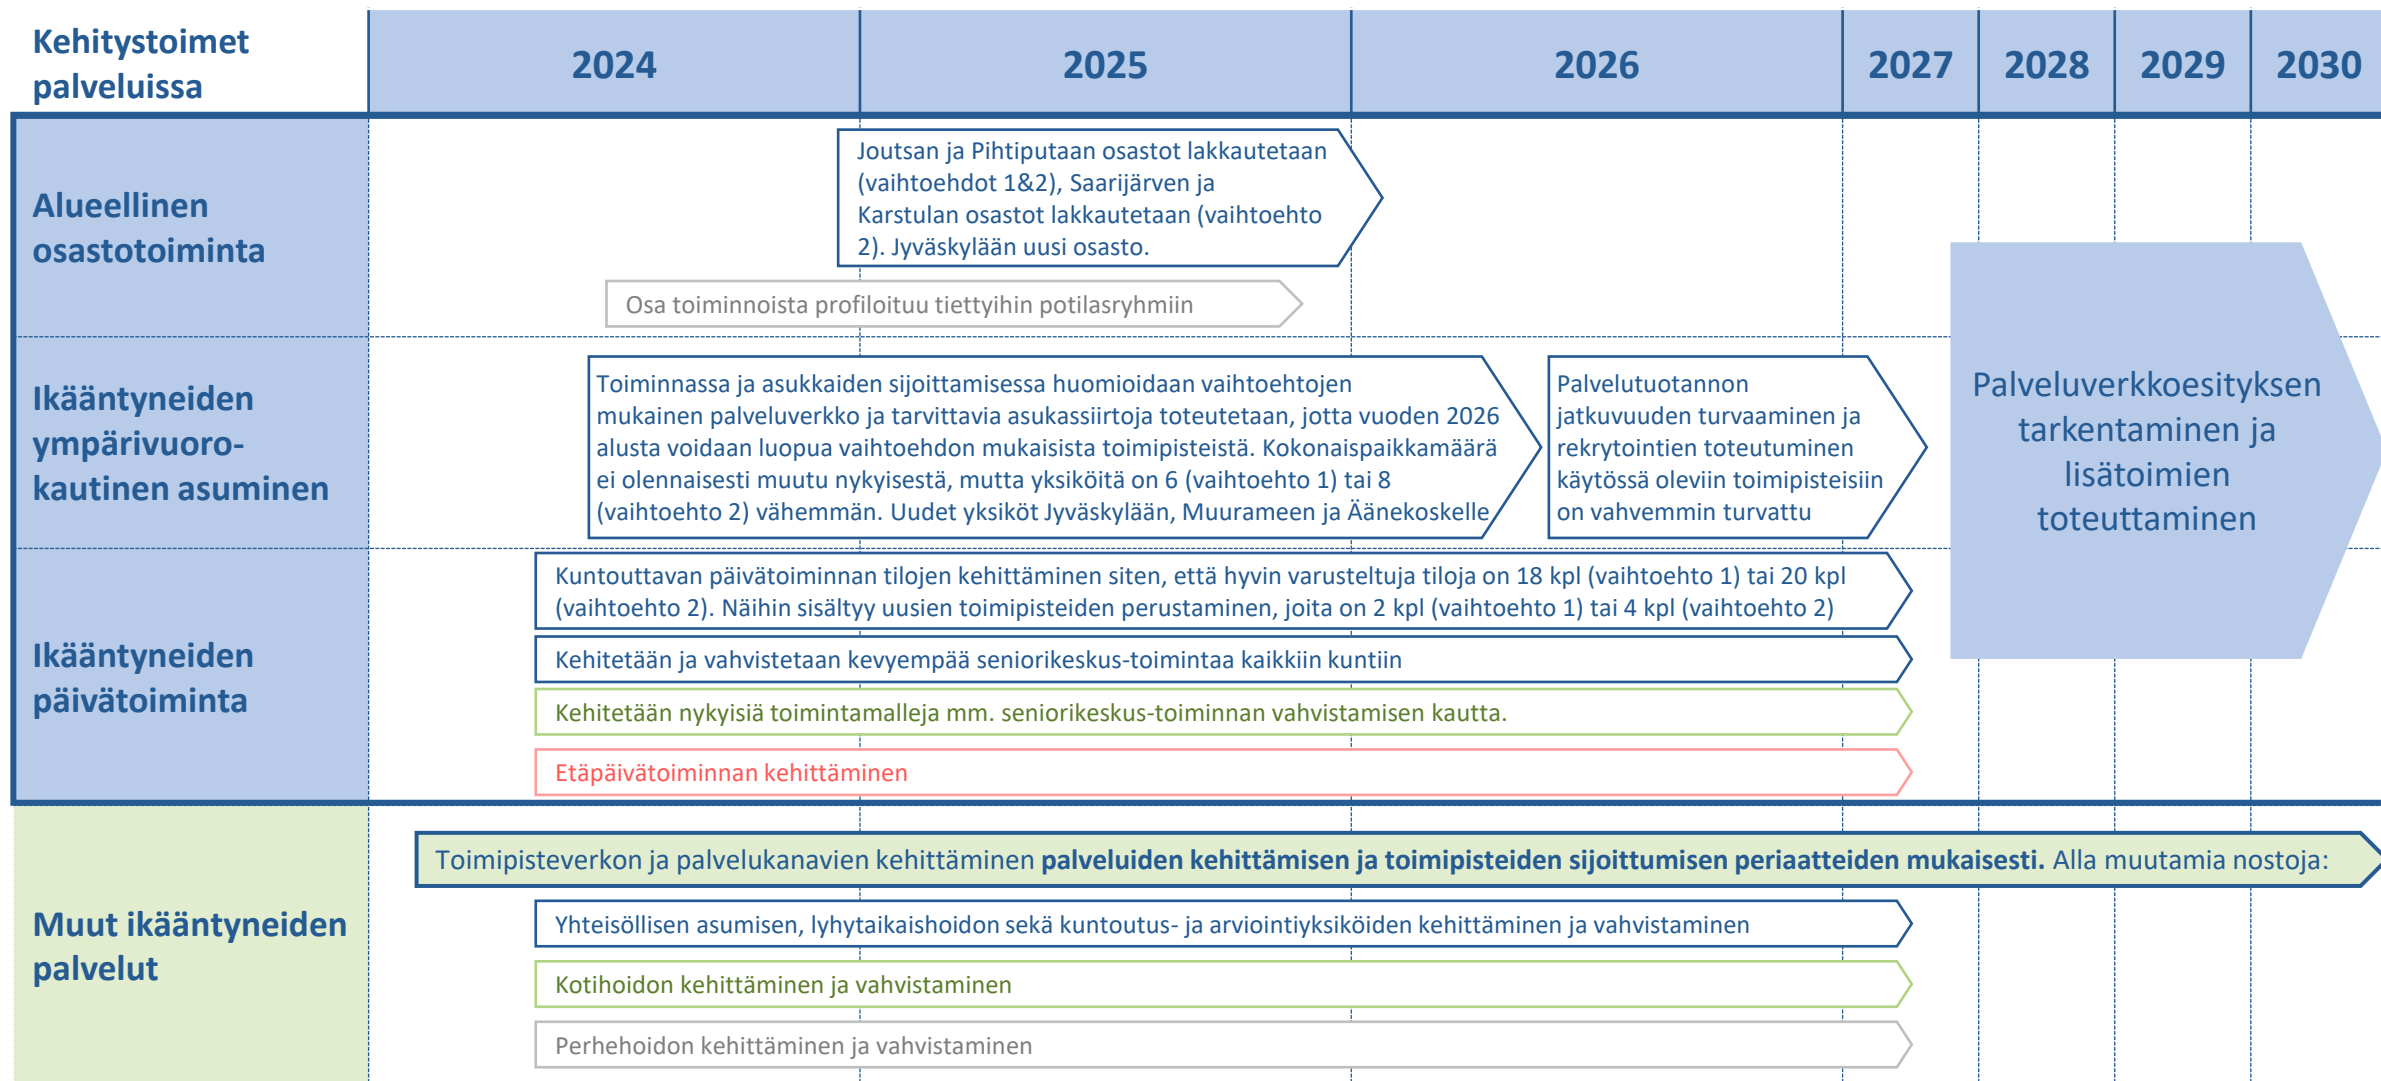 Kehitystoimet
palveluissa
2024
2025
2026
2027
2028
2029
2030
Alueellinen
osastotoiminta
Joutsan ja Pihtiputaan osastot lakkautetaan
(vaihtoehdot 1&2), Saarijärven ja
Karstulan osastot lakkautetaan (vaihtoehto
2). Jyväskylään uusi osasto.
Osa toiminnoista profiloituu tiettyihin potilasryhmiin
Ikääntyneiden
ympärivuoro-
kautinen asuminen
Toiminnassa ja asukkaiden sijoittamisessa huomioidaan vaihtoehtojen
mukainen palveluverkko ja tarvittavia asukassiirtoja toteutetaan, jotta vuoden 2026
alusta voidaan luopua vaihtoehdon mukaisista toimipisteistä. Kokonaispaikkamäärä
ei olennaisesti muutu nykyisestä, mutta yksiköitä on 6 (vaihtoehto 1) tai 8
(vaihtoehto 2) vähemmän. Uudet yksiköt Jyväskylään, Muurameen ja Äänekoskelle
Palvelutuotannon
jatkuvuuden turvaaminen ja
rekrytointien toteutuminen
käytössä oleviin toimipisteisiin
on vahvemmin turvattu
Palveluverkkoesityksen
tarkentaminen ja
lisätoimien
toteuttaminen
Ikääntyneiden
päivätoiminta
Kuntouttavan päivätoiminnan tilojen kehittäminen siten, että hyvin varusteltuja tiloja on 18 kpl (vaihtoehto 1) tai 20 kpl
(vaihtoehto 2). Näihin sisältyy uusien toimipisteiden perustaminen, joita on 2 kpl (vaihtoehto 1) tai 4 kpl (vaihtoehto 2)
Kehitetään ja vahvistetaan kevyempää seniorikeskus-toimintaa kaikkiin kuntiin
Kehitetään nykyisiä toimintamalleja mm. seniorikeskus-toiminnan vahvistamisen kautta.
Etäpäivätoiminnan kehittäminen
Muut ikääntyneiden
palvelut
Toimipisteverkon ja palvelukanavien kehittäminen palveluiden kehittämisen ja toimipisteiden sijoittumisen periaatteiden mukaisesti. Alla muutamia nostoja:
Yhteisöllisen asumisen, lyhytaikaishoidon sekä kuntoutus- ja arviointiyksiköiden kehittäminen ja vahvistaminen
Kotihoidon kehittäminen ja vahvistaminen
Perhehoidon kehittäminen ja vahvistaminen